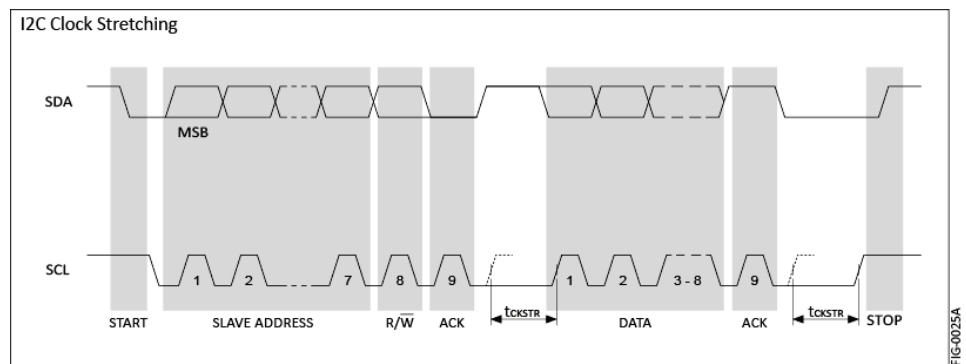 I2C Clock Stretching
SDA
MSB
SCL
1 2 7 8 9 1 2 3 - 8 9
tCKSTR tCKSTR
START SLAVE ADDRESS R/W̅ ACK DATA ACK STOP
FIG-0025A